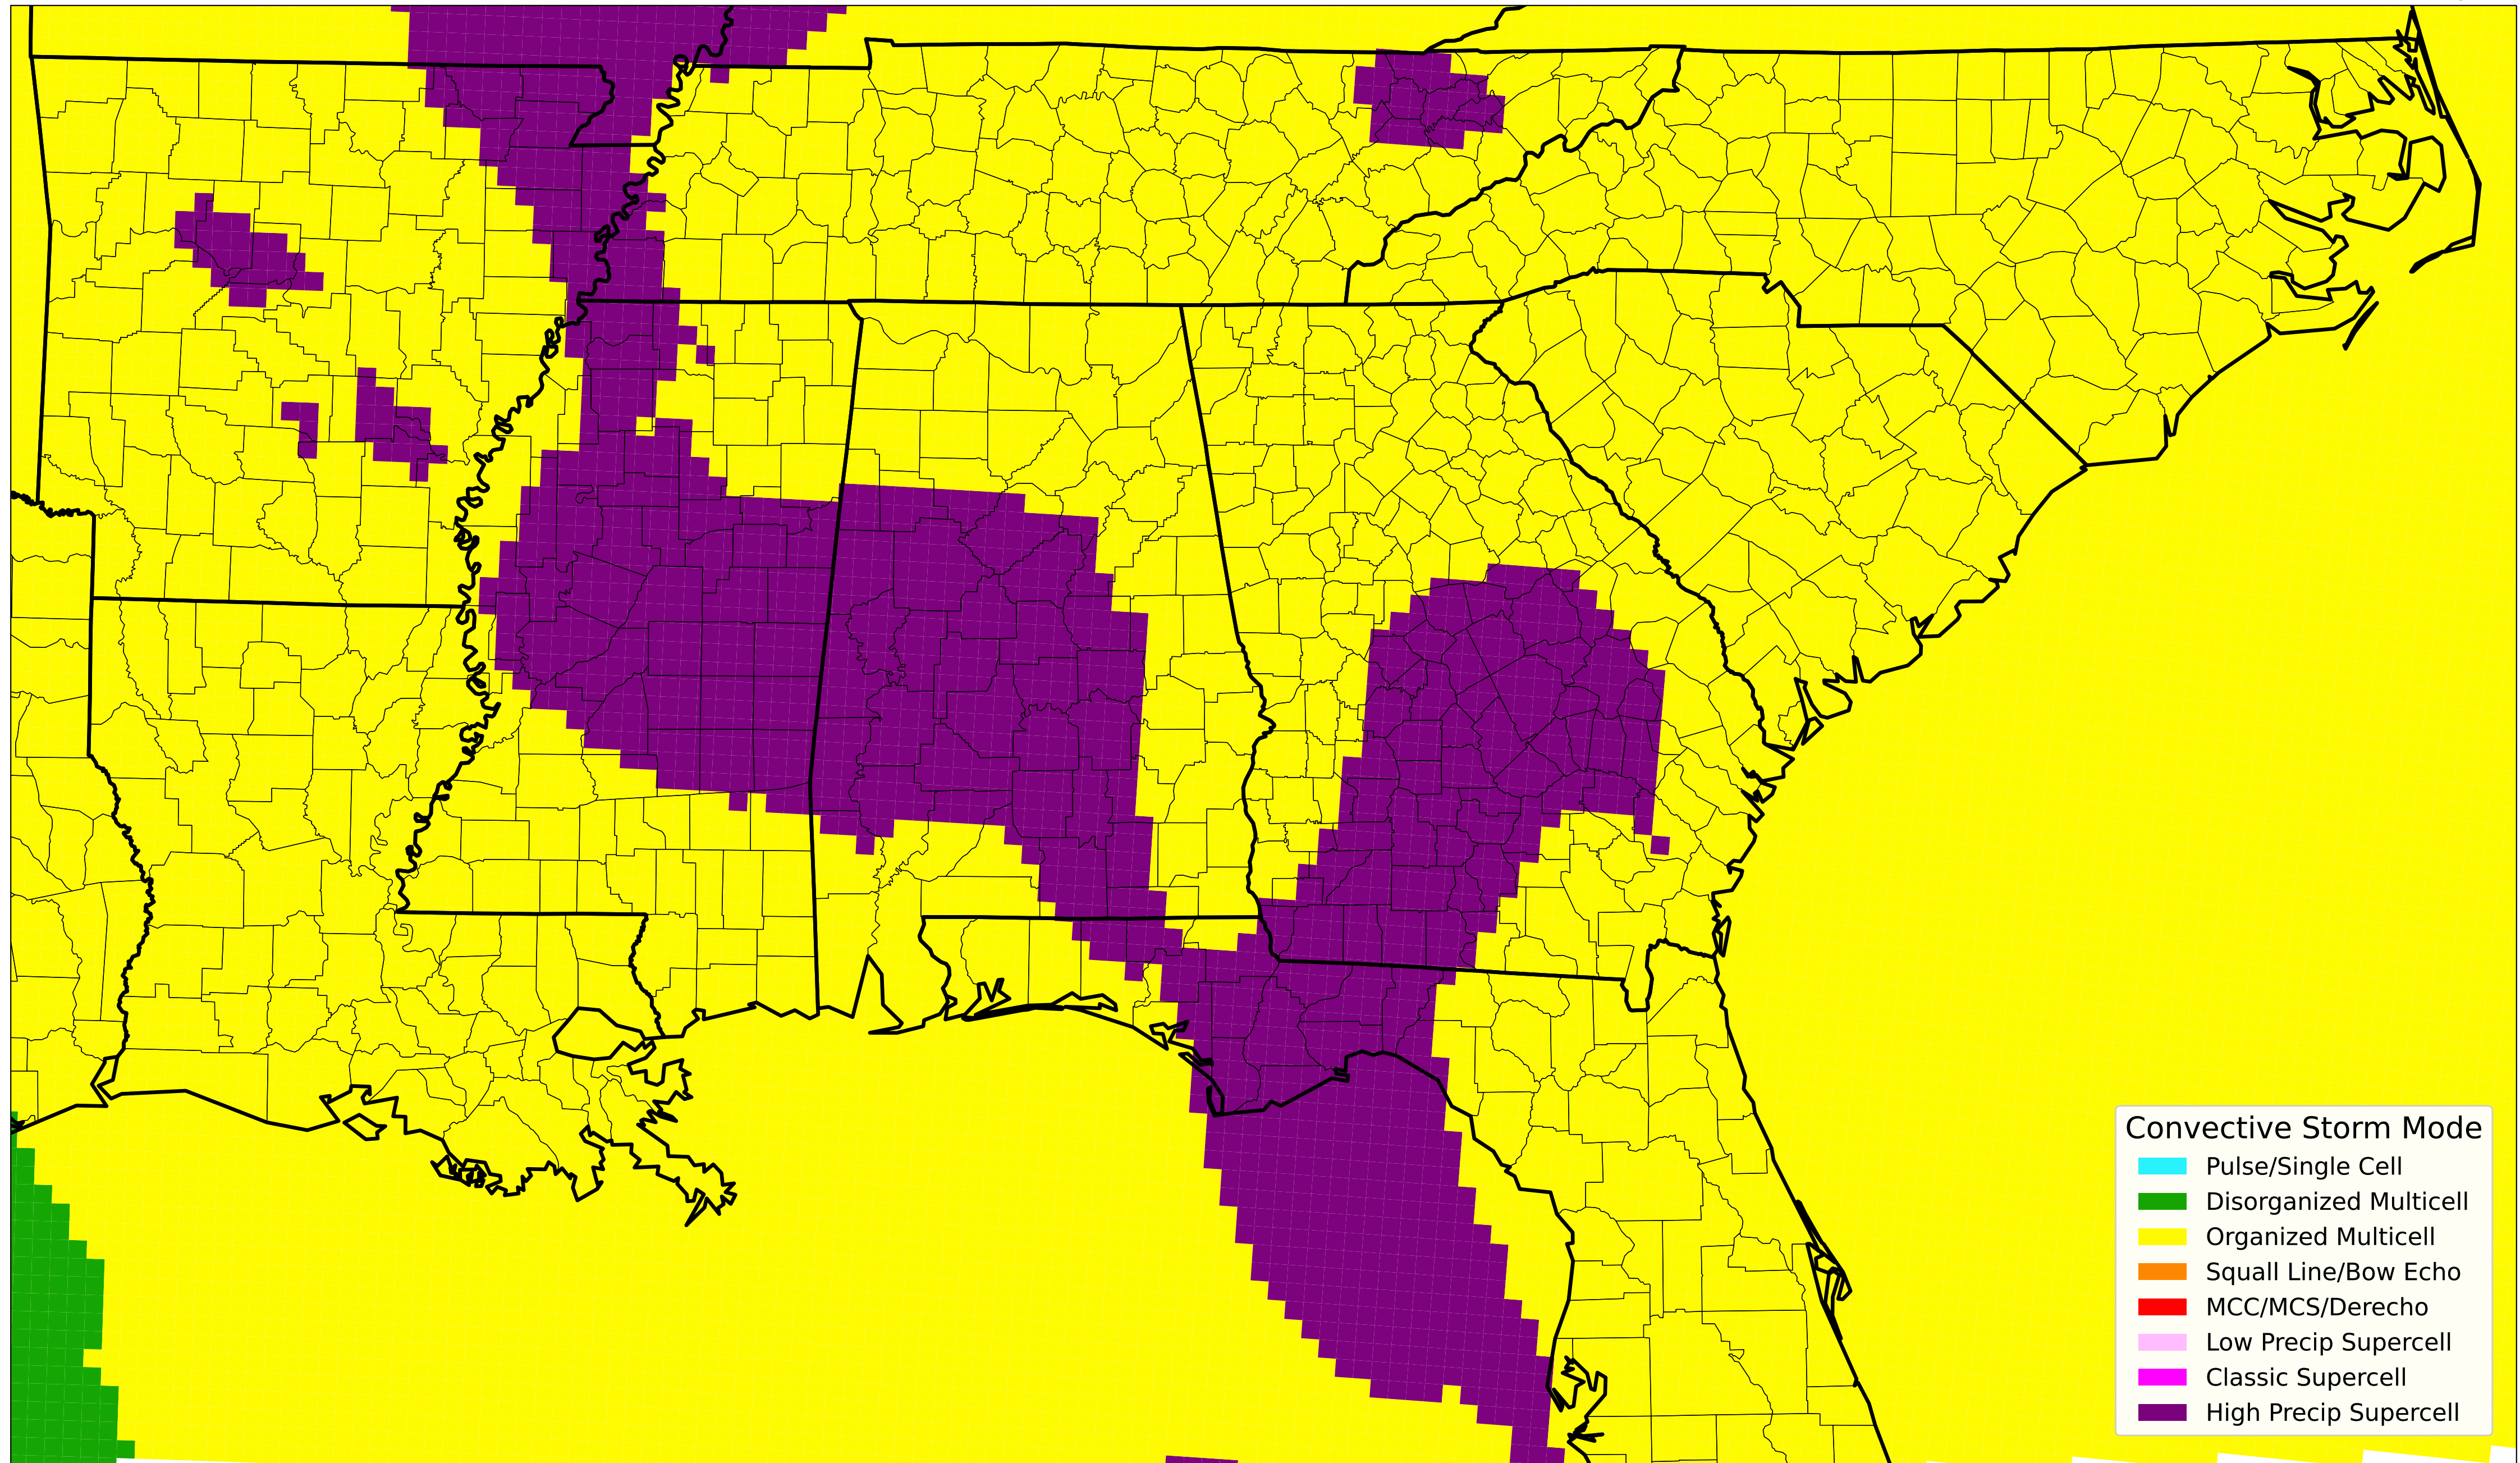 Convective Storm Mode
Pulse/Single Cell
Disorganized Multicell
Organized Multicell
Squall Line/Bow Echo
MCC/MCS/Derecho
Low Precip Supercell
Classic Supercell
High Precip Supercell